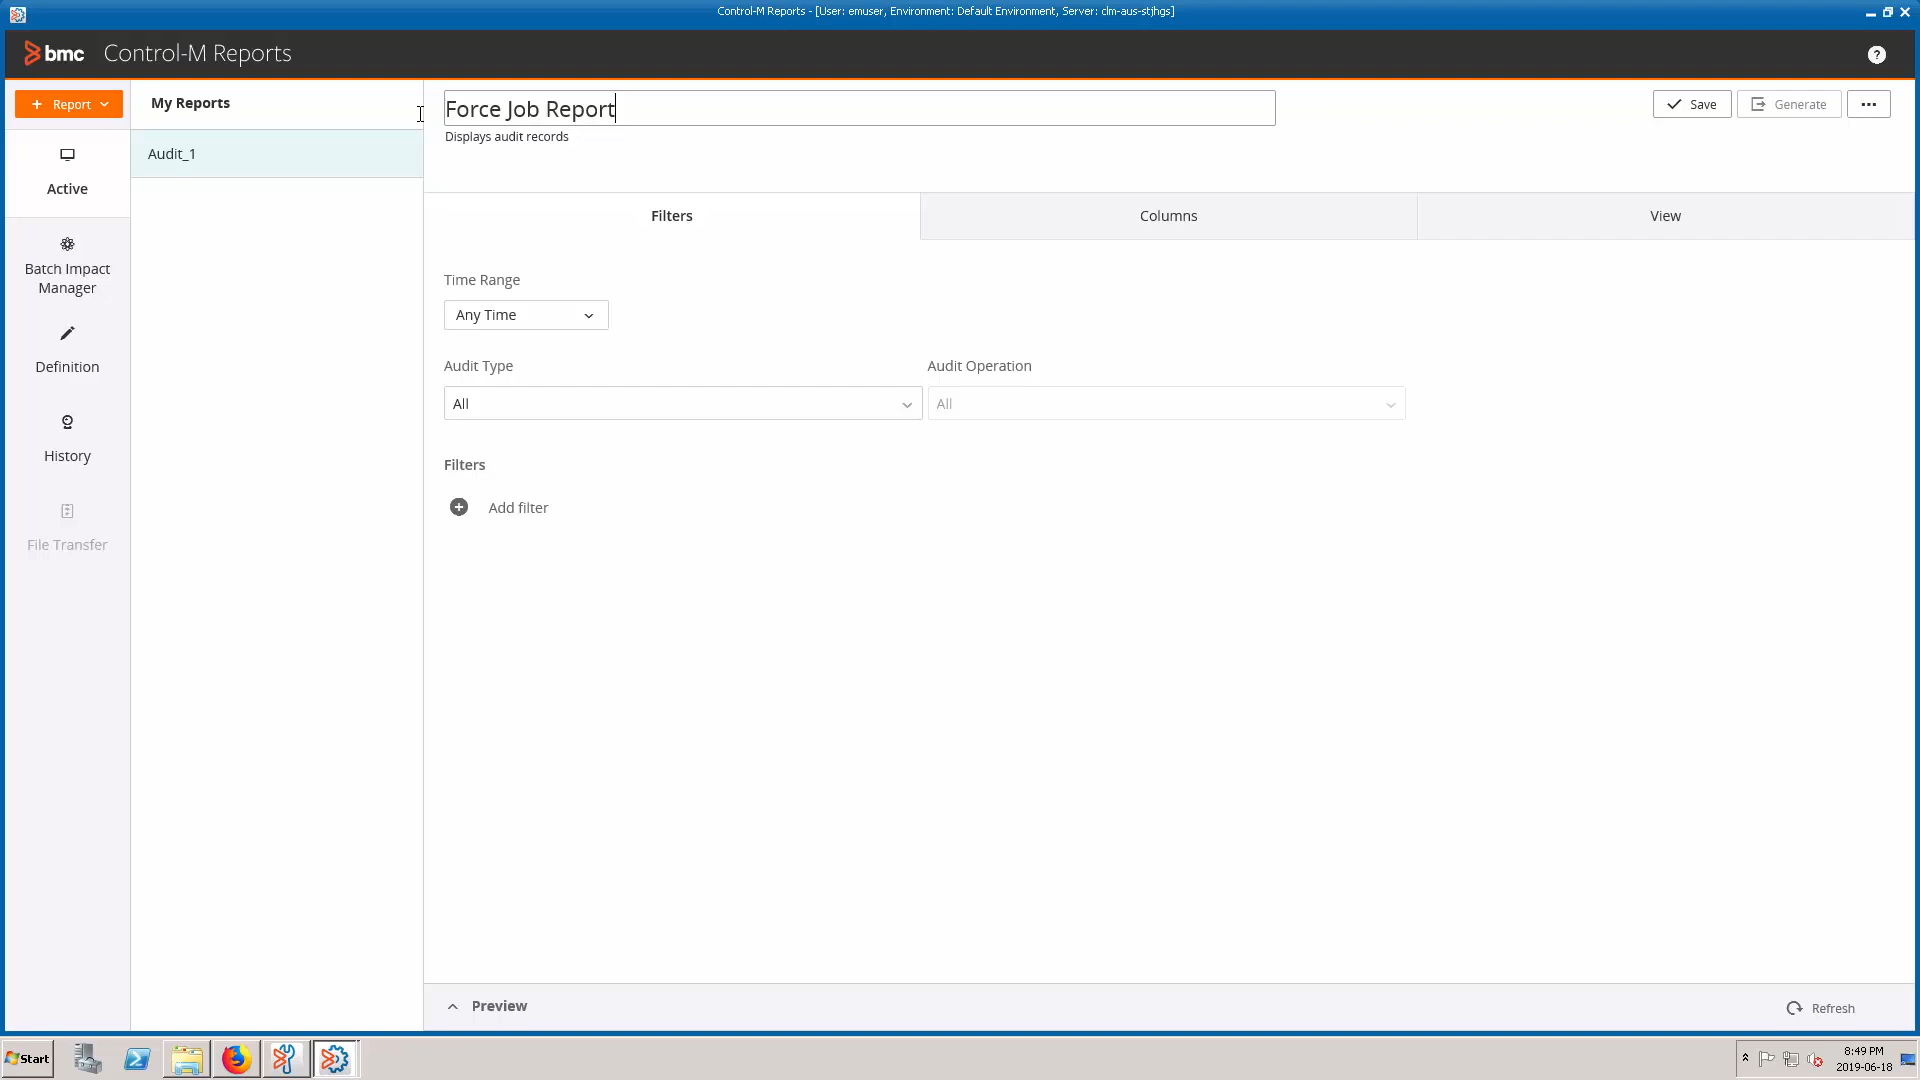 Control-M Reports - [User: emuser, Environment: Default Environment, Server: clm-aus-stjhgs]
bmc Control-M Reports
?
+ Report
My Reports
Force Job Report
Displays audit records
Save
Generate
Audit_1
Active
Batch Impact
Manager
Definition
History
File Transfer
Filters
Columns
View
Time Range
Any Time
Audit Type
Audit Operation
All
All
Filters
Add filter
Preview
Refresh
Start
8:49 PM
2019-06-18